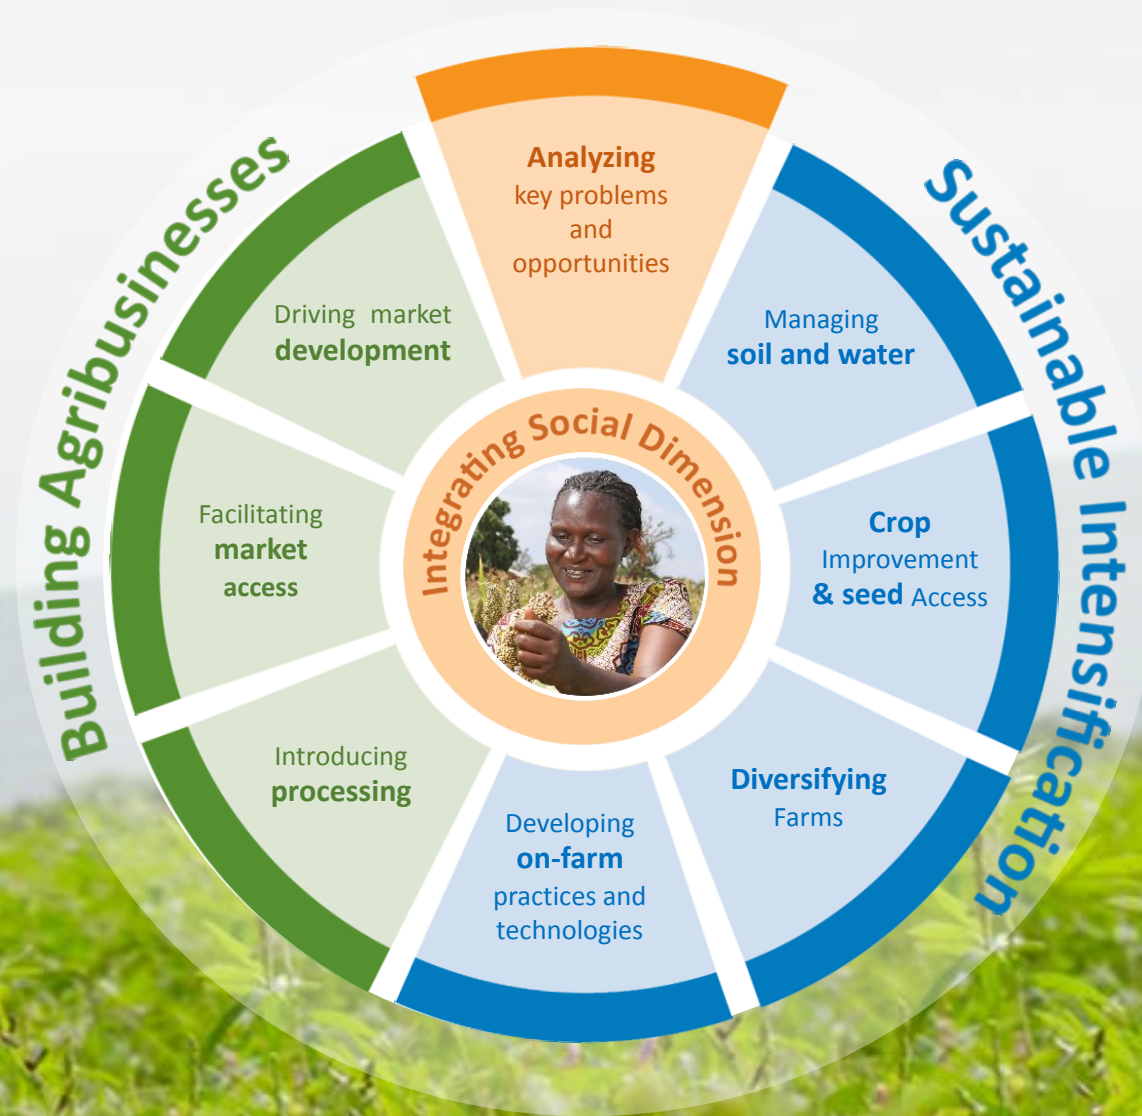 Analyzing
key problems
and
opportunities
Sustainable Intensification
Managing
soil and water
Crop
Improvement
& seed Access
Diversifying
Farms
Developing
on-farm
practices and
technologies
Building Agribusinesses
Introducing
processing
Facilitating
market
access
Driving market
development
Integrating Social Dimension